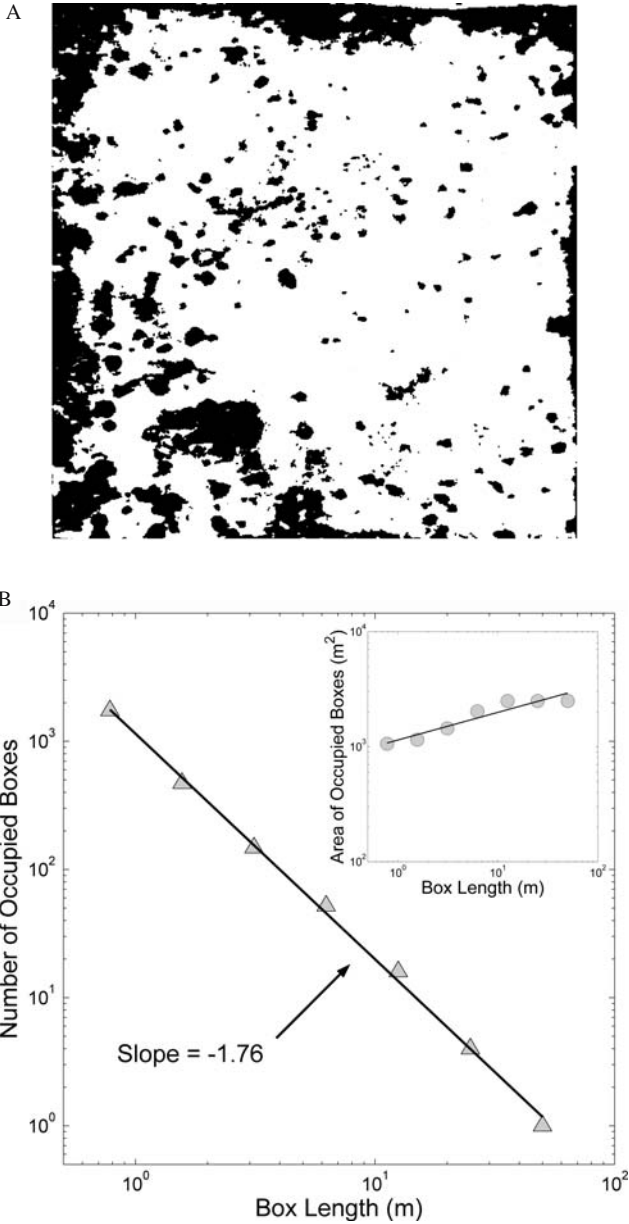 A
B
10^4
10^3
10^2
10^1
10^0
Number of Occupied Boxes
10^0
10^1
10^2
Box Length (m)
Slope = -1.76
10^4
10^3
10^2
Area of Occupied Boxes (m^2)
10^0
10^1
10^2
Box Length (m)